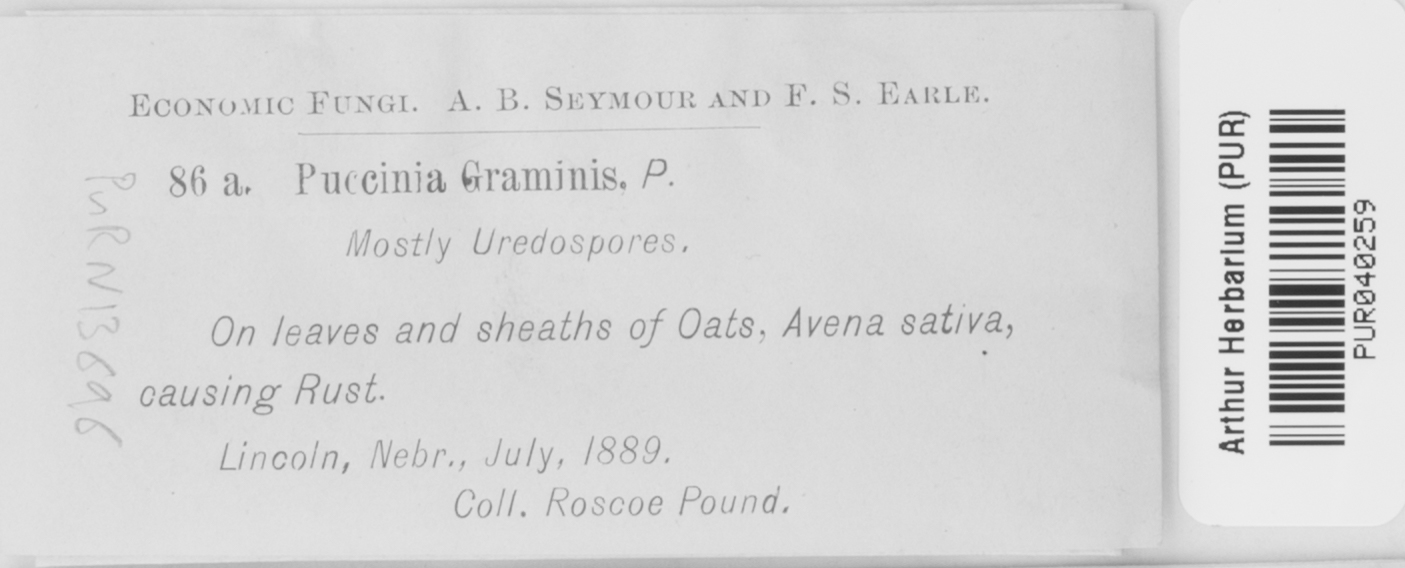 ECONOMIC FUNGI. A. B. SEYMOUR AND F. S. EARLE.
86 a. Puccinia Graminis, P.
Mostly Uredospores.
On leaves and sheaths of Oats, Avena sativa,
causing Rust.
Lincoln, Nebr., July, 1889.
Coll. Roscoe Pound.
PURN13696
Arthur Herbarium (PUR)
PUR040259